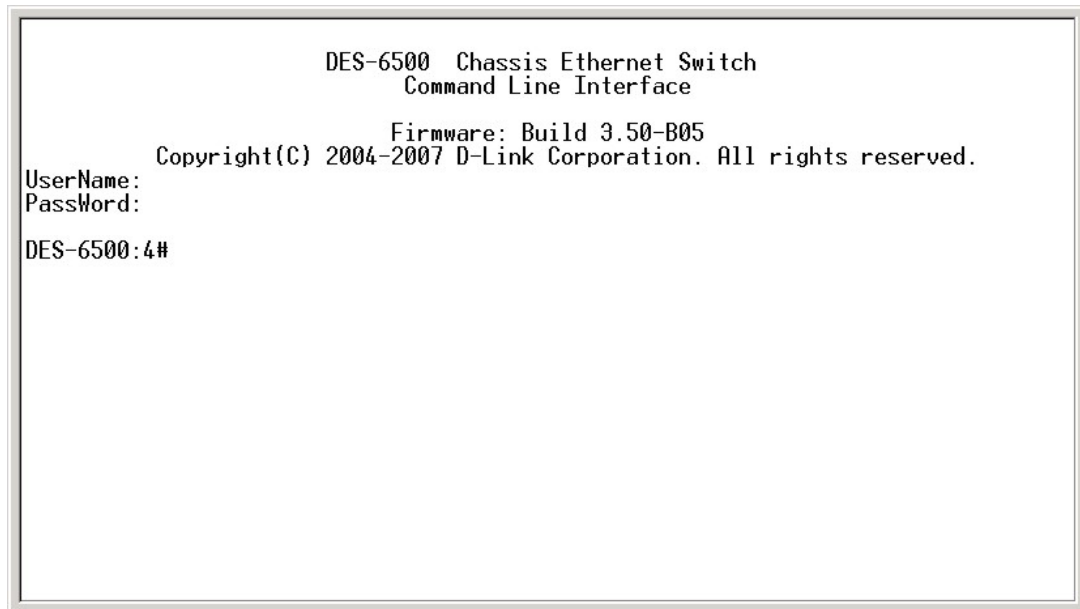 DES-6500 Chassis Ethernet Switch
Command Line Interface
Firmware: Build 3.50-B05
Copyright(C) 2004-2007 D-Link Corporation. All rights reserved.
UserName:
PassWord:
DES-6500:4#